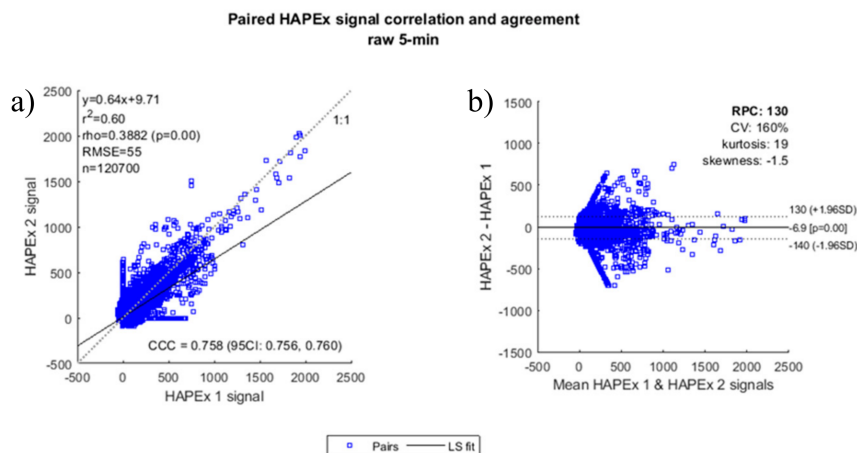 Paired HAPEx signal correlation and agreement
raw 5-min
a)
y=0.64x+9.71
r²=0.60
rho=0.3882 (p=0.00)
RMSE=55
n=120700
1:1
CCC = 0.758 (95CI: 0.756, 0.760)
2500
2000
1500
1000
500
0
-500
-500
0
500
1000
1500
2000
2500
HAPEx 2 signal
HAPEx 1 signal
b)
RPC: 130
CV: 160%
kurtosis: 19
skewness: -1.5
130 (+1.96SD)
-6.9 [p=0.00]
-140 (-1.96SD)
1500
1000
500
0
-500
-1000
-1500
-500
0
500
1000
1500
2000
2500
HAPEx 2 - HAPEx 1
Mean HAPEx 1 & HAPEx 2 signals
Pairs
LS fit